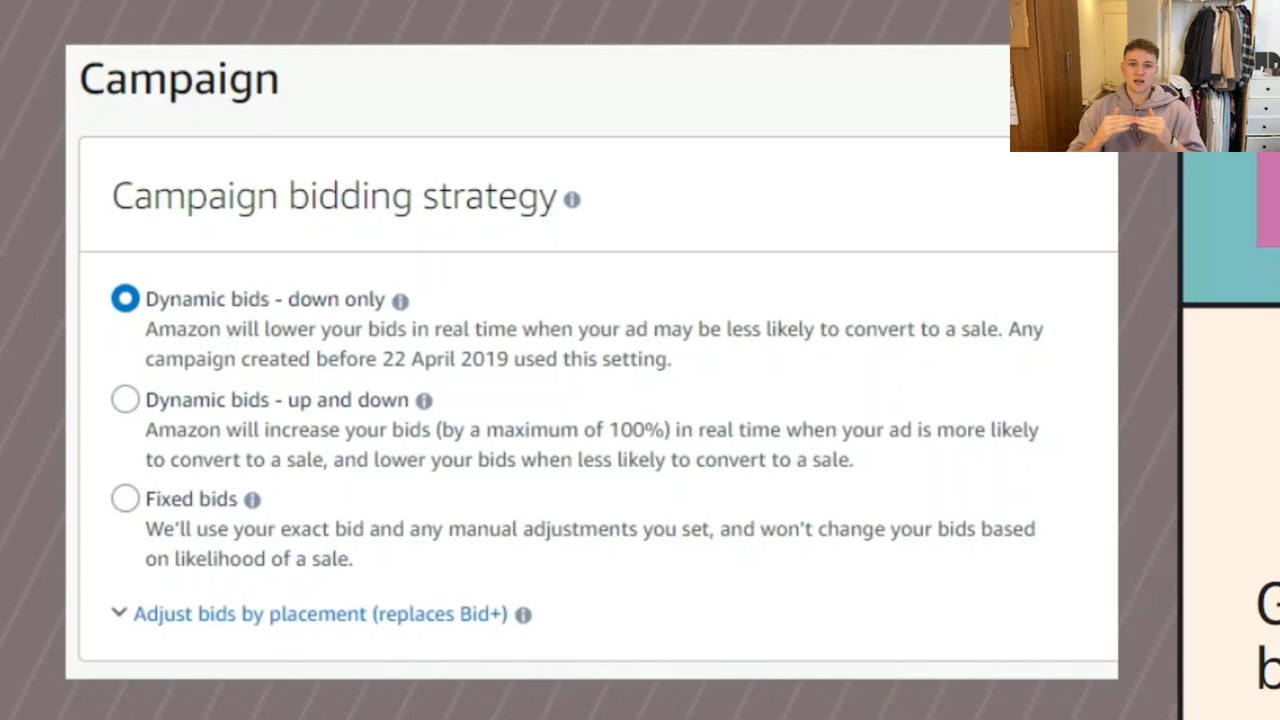 Campaign
Campaign bidding strategy
Dynamic bids - down only
Amazon will lower your bids in real time when your ad may be less likely to convert to a sale. Any
campaign created before 22 April 2019 used this setting.
Dynamic bids - up and down
Amazon will increase your bids (by a maximum of 100%) in real time when your ad is more likely
to convert to a sale, and lower your bids when less likely to convert to a sale.
Fixed bids
We'll use your exact bid and any manual adjustments you set, and won't change your bids based
on likelihood of a sale.
Adjust bids by placement (replaces Bid+)